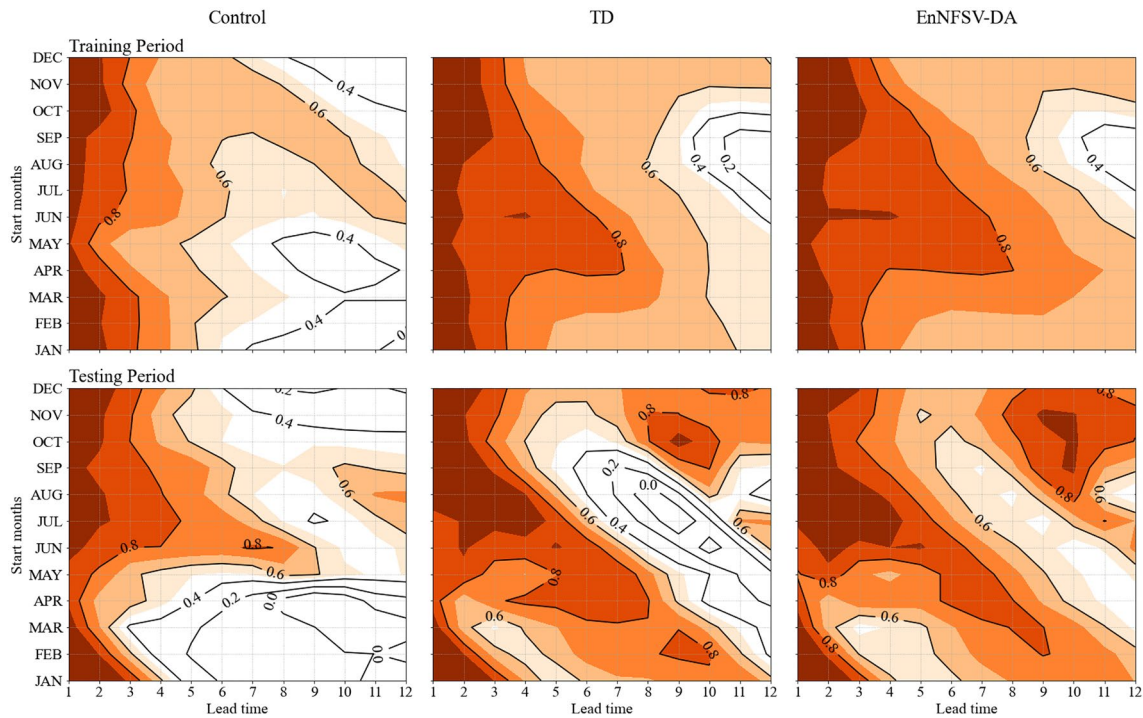 Control TD EnNFSV-DA
Training Period
DEC
NOV
OCT
SEP
AUG
JUL
JUN
MAY
APR
MAR
FEB
JAN
Start months
0.4
0.6
0.6
0.8
0.4
0.4
0.6
0.4
0.2
0.8
0.6
0.4
0.8
Testing Period
DEC
NOV
OCT
SEP
AUG
JUL
JUN
MAY
APR
MAR
FEB
JAN
Start months
0.2
0.4
0.6
0.8
0.8
0.6
0.4
0.2
0.0
0.0
1 2 3 4 5 6 7 8 9 10 11 12
Lead time
0.8
0.8
0.2
0.0
0.6
0.4
0.6
0.8
0.6
0.8
1 2 3 4 5 6 7 8 9 10 11 12
Lead time
0.8
0.8
0.6
0.6
0.8
0.6
0.8
1 2 3 4 5 6 7 8 9 10 11 12
Lead time